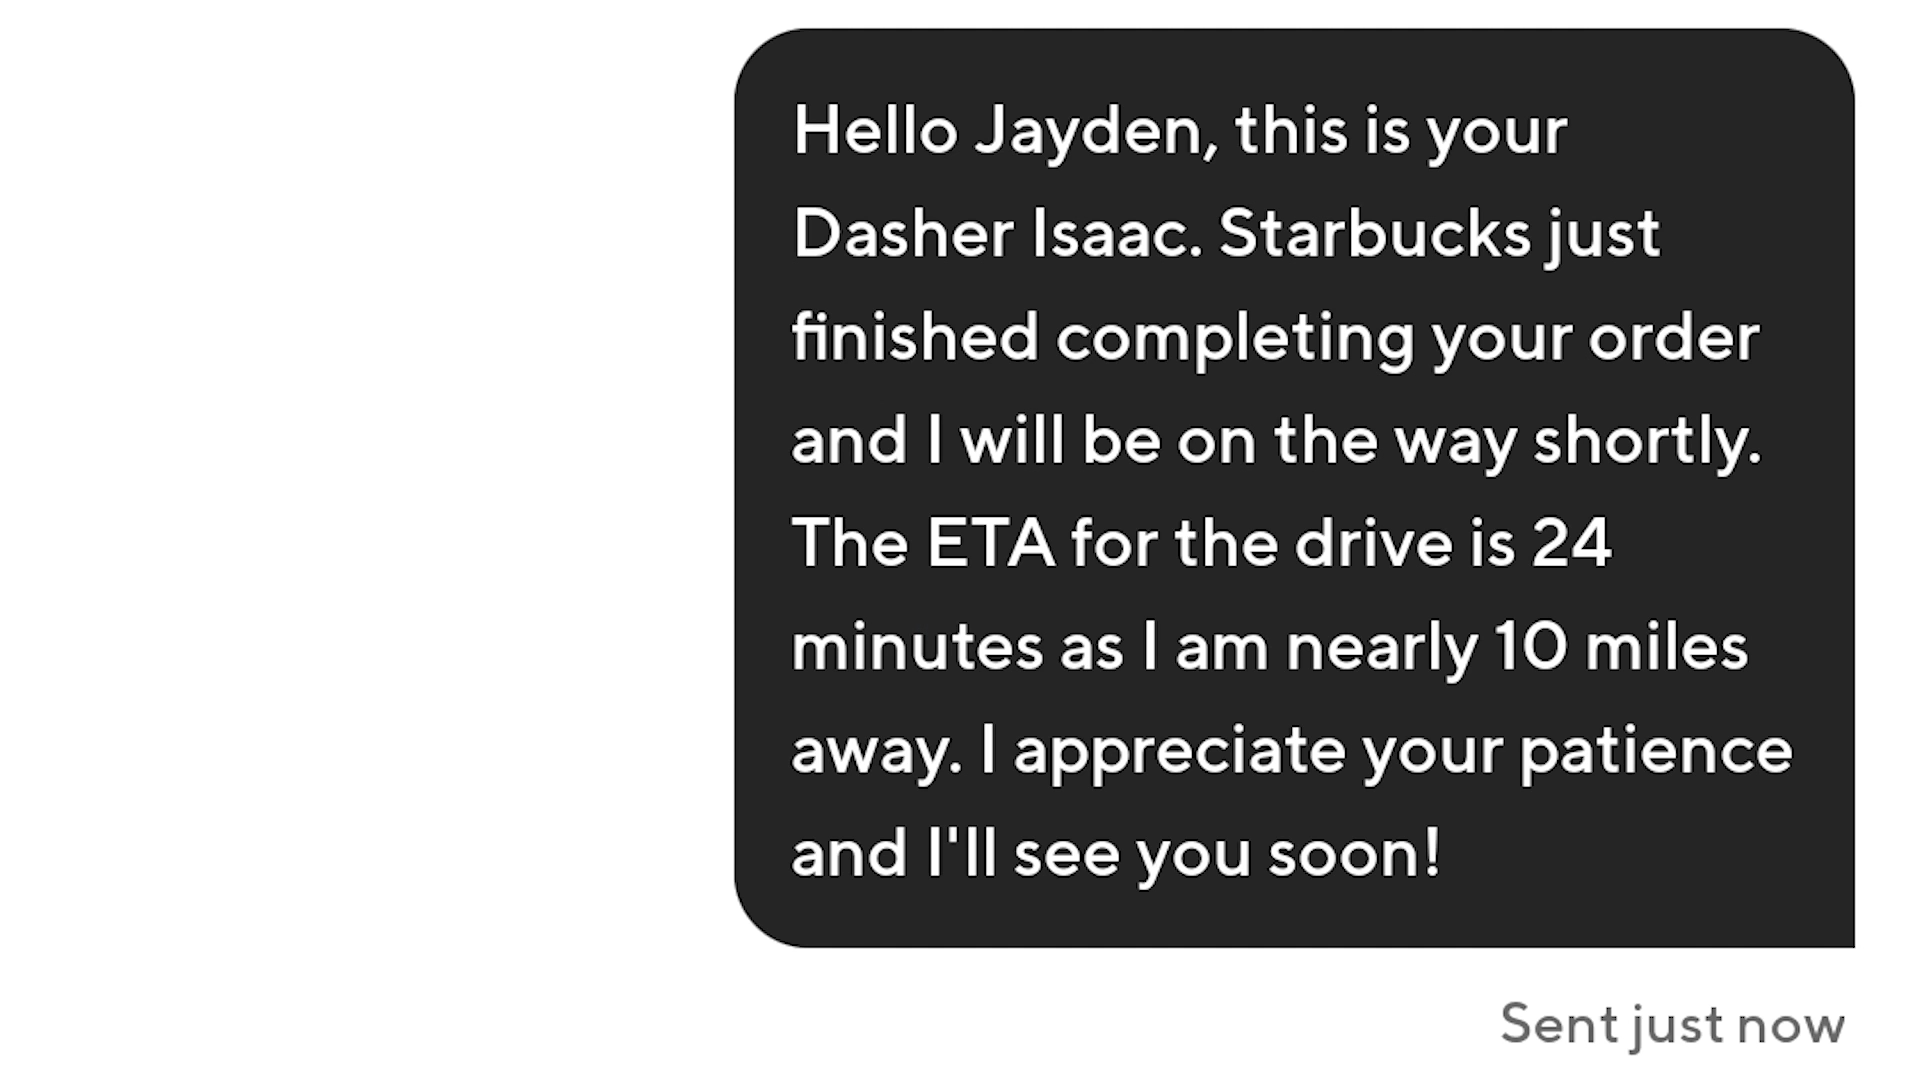 Hello Jayden, this is your
Dasher Isaac. Starbucks just
finished completing your order
and I will be on the way shortly.
The ETA for the drive is 24
minutes as I am nearly 10 miles
away. I appreciate your patience
and I'll see you soon!
Sent just now